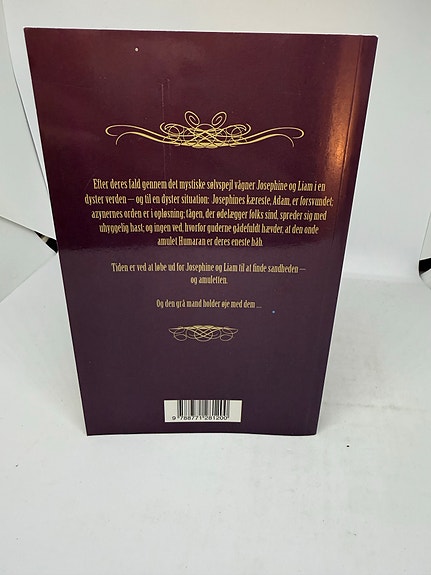 Efter deres fald gennem det mystiske sølvspejl vågner Josephine og Liam i en
dyster verden – og til en dyster situation: Josephines kæreste, Adam, er forsvundet;
azynernes orden er i opløsning; tågen, der ødelægger folks sind, spreder sig med
uhyggelig hast; og ingen ved, hvorfor guderne gådefuldt hævder, at den onde
amulet Humaran er deres eneste håb.
Tiden er ved at løbe ud for Josephine og Liam til at finde sandheden –
og amuletten.
Og den grå mand holder øje med dem ...
9 788771 281200